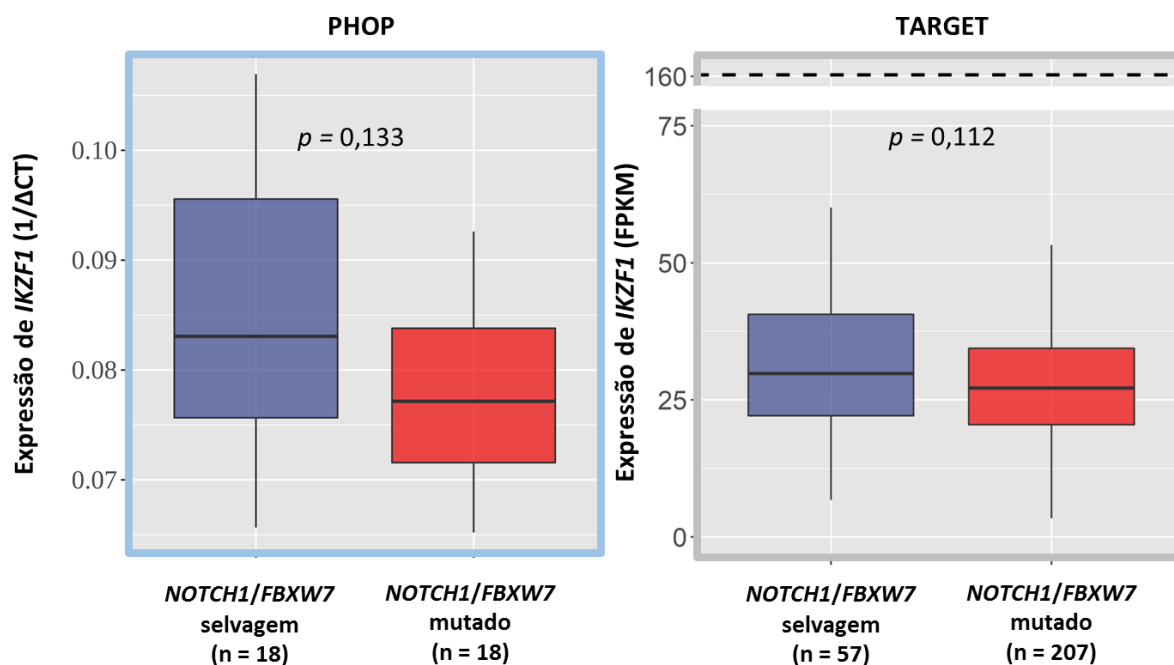 PHOP
Expressão de IKZF1 (1/ΔCT)
0.10
0.09
0.08
0.07
p = 0,133
NOTCH1/FBXW7
selvagem
(n = 18)
NOTCH1/FBXW7
mutado
(n = 18)
TARGET
Expressão de IKZF1 (FPKM)
160
75
50
25
0
p = 0,112
NOTCH1/FBXW7
selvagem
(n = 57)
NOTCH1/FBXW7
mutado
(n = 207)